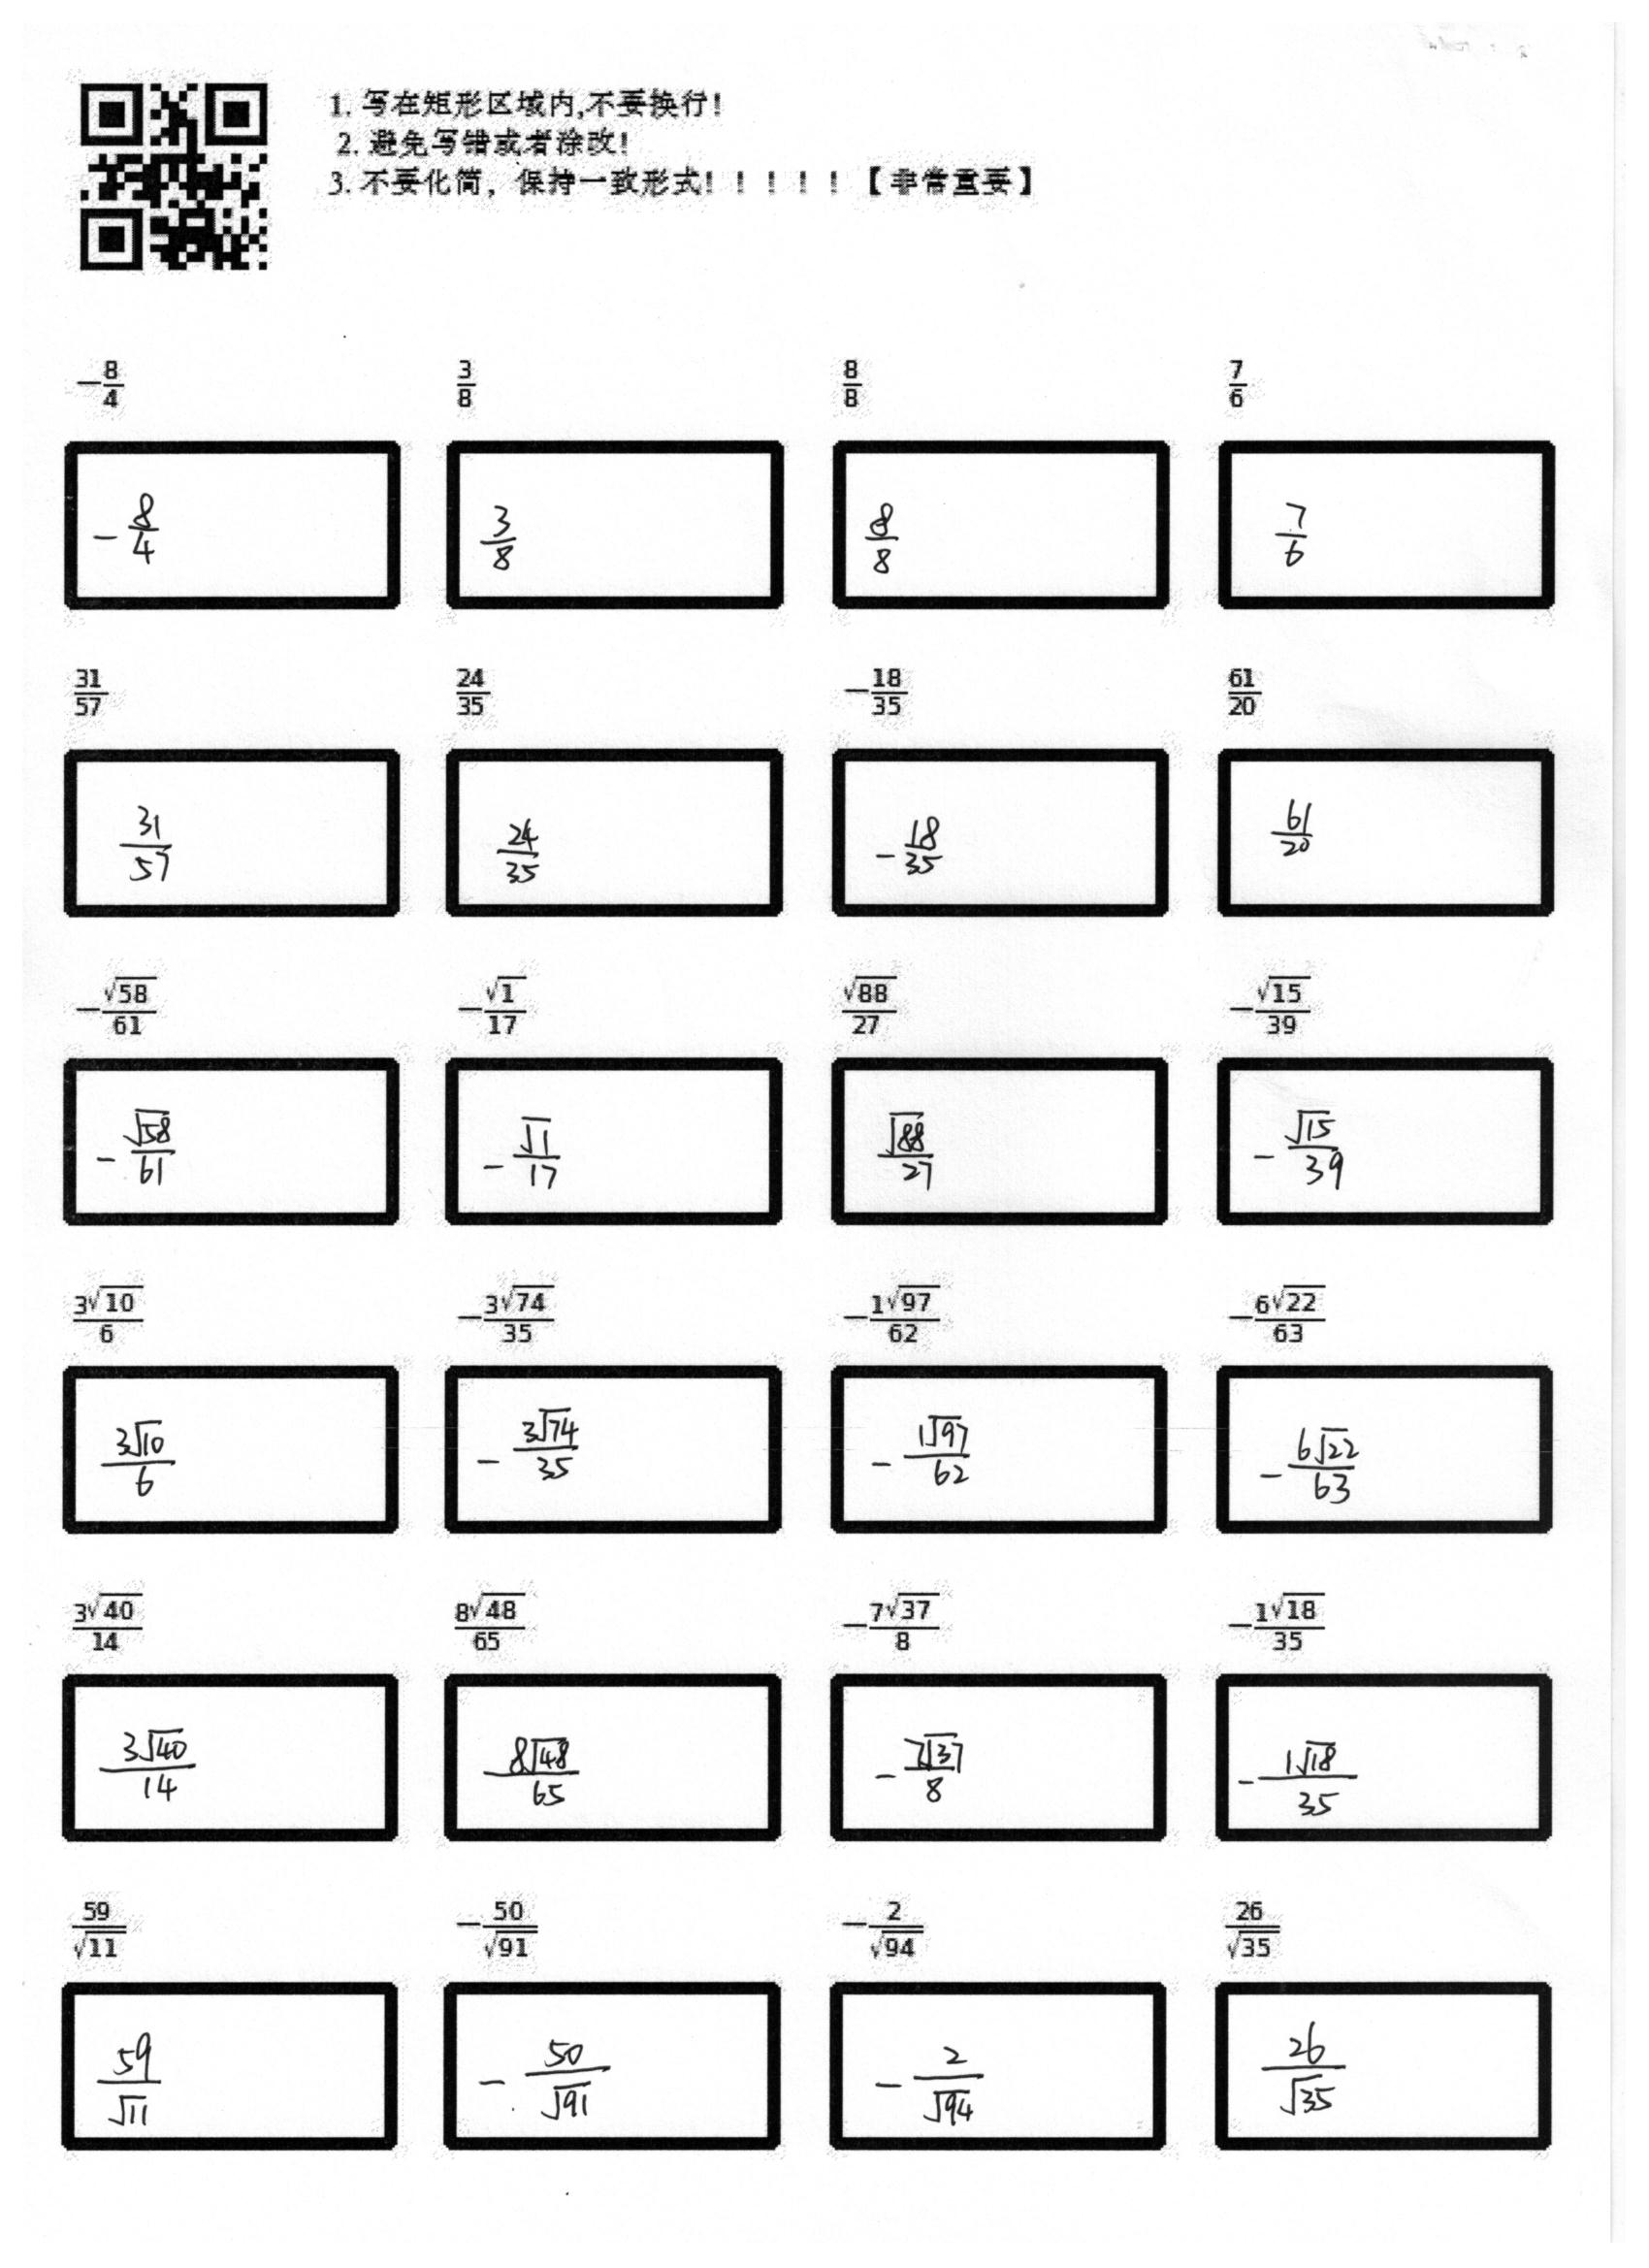 1. 写在矩形区域内,不要换行!
2. 避免写错或者涂改!
3. 不要化简，保持一致形式！！！！！【非常重要】
-\frac{8}{4} \frac{3}{8} \frac{8}{8} \frac{7}{6}
-\frac{8}{4} \frac{3}{8} \frac{8}{8} \frac{7}{6}
\frac{31}{57} \frac{24}{35} -\frac{18}{35} \frac{61}{20}
\frac{31}{57} \frac{24}{35} -\frac{18}{35} \frac{61}{20}
-\frac{\sqrt{58}}{61} -\frac{\sqrt{1}}{17} \frac{\sqrt{88}}{27} -\frac{\sqrt{15}}{39}
-\frac{\sqrt{58}}{61} -\frac{\sqrt{1}}{17} \frac{\sqrt{88}}{27} -\frac{\sqrt{15}}{39}
\frac{3\sqrt{10}}{6} -\frac{3\sqrt{74}}{35} -\frac{1\sqrt{97}}{62} -\frac{6\sqrt{22}}{63}
\frac{3\sqrt{10}}{6} -\frac{3\sqrt{74}}{35} -\frac{1\sqrt{97}}{62} -\frac{6\sqrt{22}}{63}
\frac{3\sqrt{40}}{14} \frac{8\sqrt{48}}{65} -\frac{7\sqrt{37}}{8} -\frac{1\sqrt{18}}{35}
\frac{3\sqrt{40}}{14} \frac{8\sqrt{48}}{65} -\frac{7\sqrt{37}}{8} -\frac{1\sqrt{18}}{35}
\frac{59}{\sqrt{11}} -\frac{50}{\sqrt{91}} -\frac{2}{\sqrt{94}} \frac{26}{\sqrt{35}}
\frac{59}{\sqrt{11}} -\frac{50}{\sqrt{91}} -\frac{2}{\sqrt{94}} \frac{26}{\sqrt{35}}